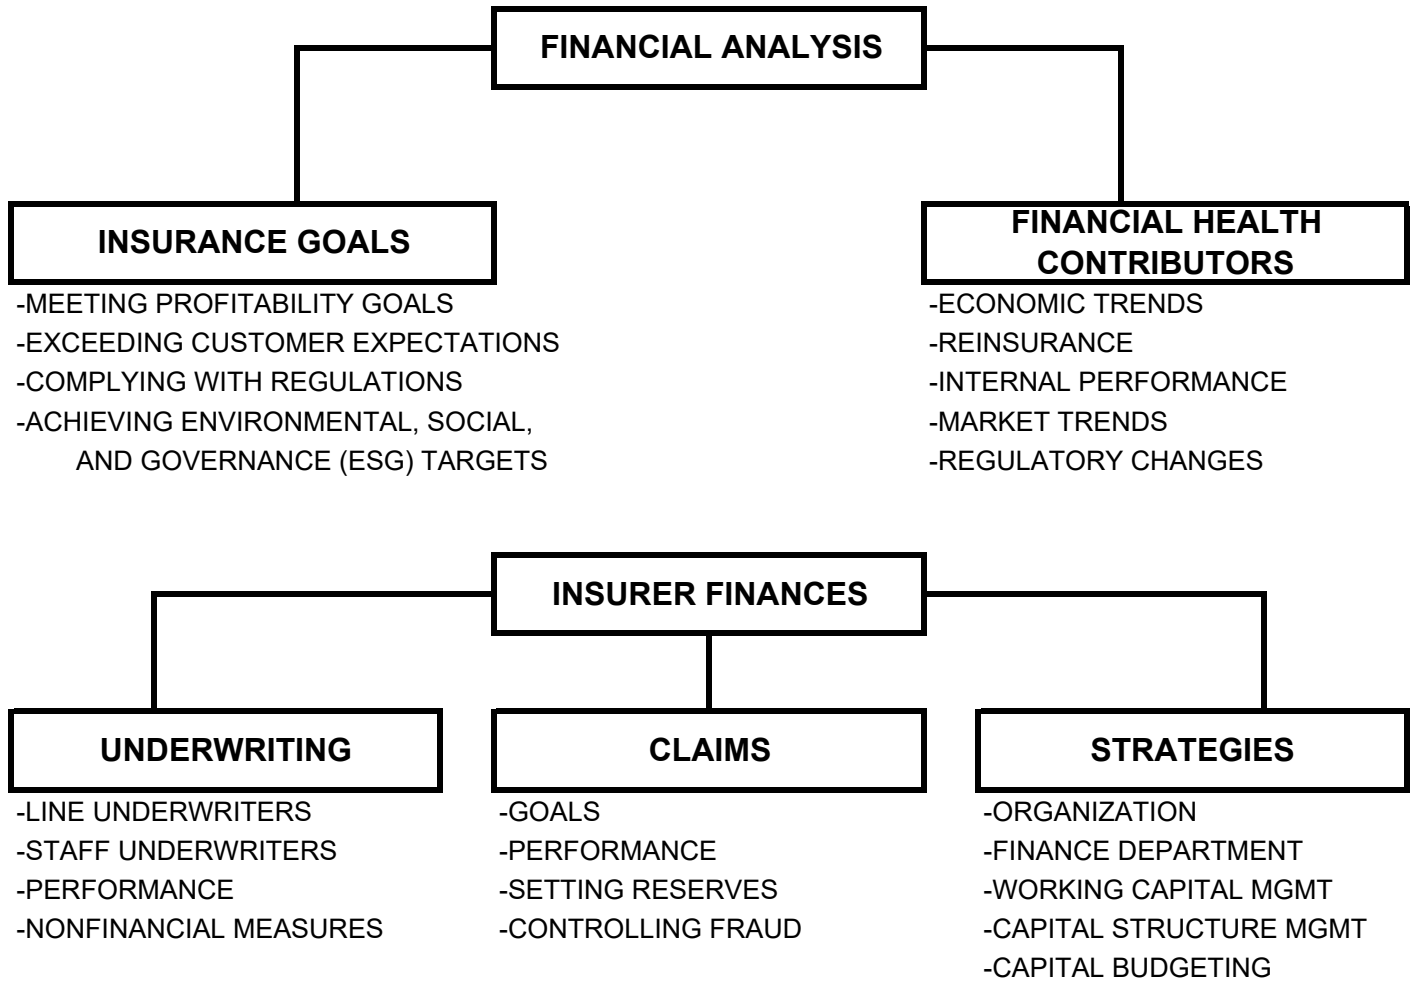 FINANCIAL ANALYSIS
INSURANCE GOALS
-MEETING PROFITABILITY GOALS
-EXCEEDING CUSTOMER EXPECTATIONS
-COMPLYING WITH REGULATIONS
-ACHIEVING ENVIRONMENTAL, SOCIAL,
AND GOVERNANCE (ESG) TARGETS
FINANCIAL HEALTH
CONTRIBUTORS
-ECONOMIC TRENDS
-REINSURANCE
-INTERNAL PERFORMANCE
-MARKET TRENDS
-REGULATORY CHANGES
INSURER FINANCES
UNDERWRITING
-LINE UNDERWRITERS
-STAFF UNDERWRITERS
-PERFORMANCE
-NONFINANCIAL MEASURES
CLAIMS
-GOALS
-PERFORMANCE
-SETTING RESERVES
-CONTROLLING FRAUD
STRATEGIES
-ORGANIZATION
-FINANCE DEPARTMENT
-WORKING CAPITAL MGMT
-CAPITAL STRUCTURE MGMT
-CAPITAL BUDGETING